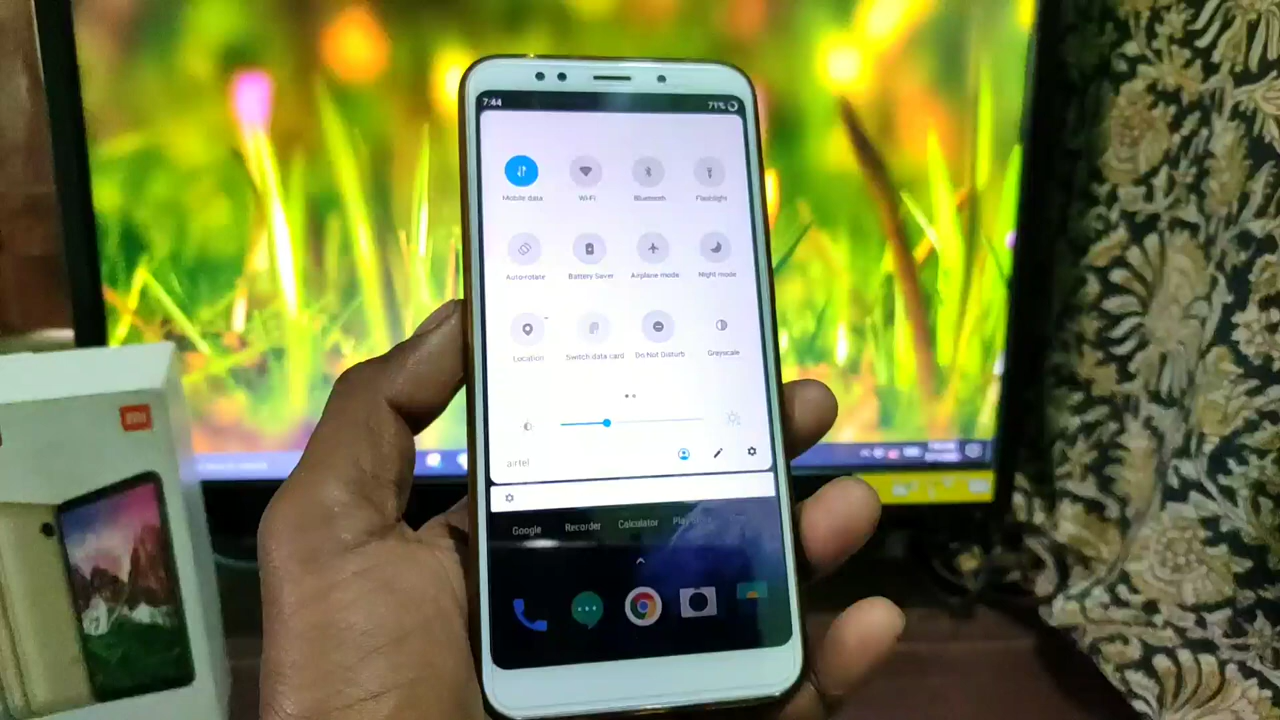 7:44 71%
Mobile data Wi-Fi Bluetooth Flashlight
Auto-rotate Battery Saver Airplane mode Night mode
Location Switch data card Do Not Disturb Grayscale
airtel
Google Recorder Calculator Play
mi